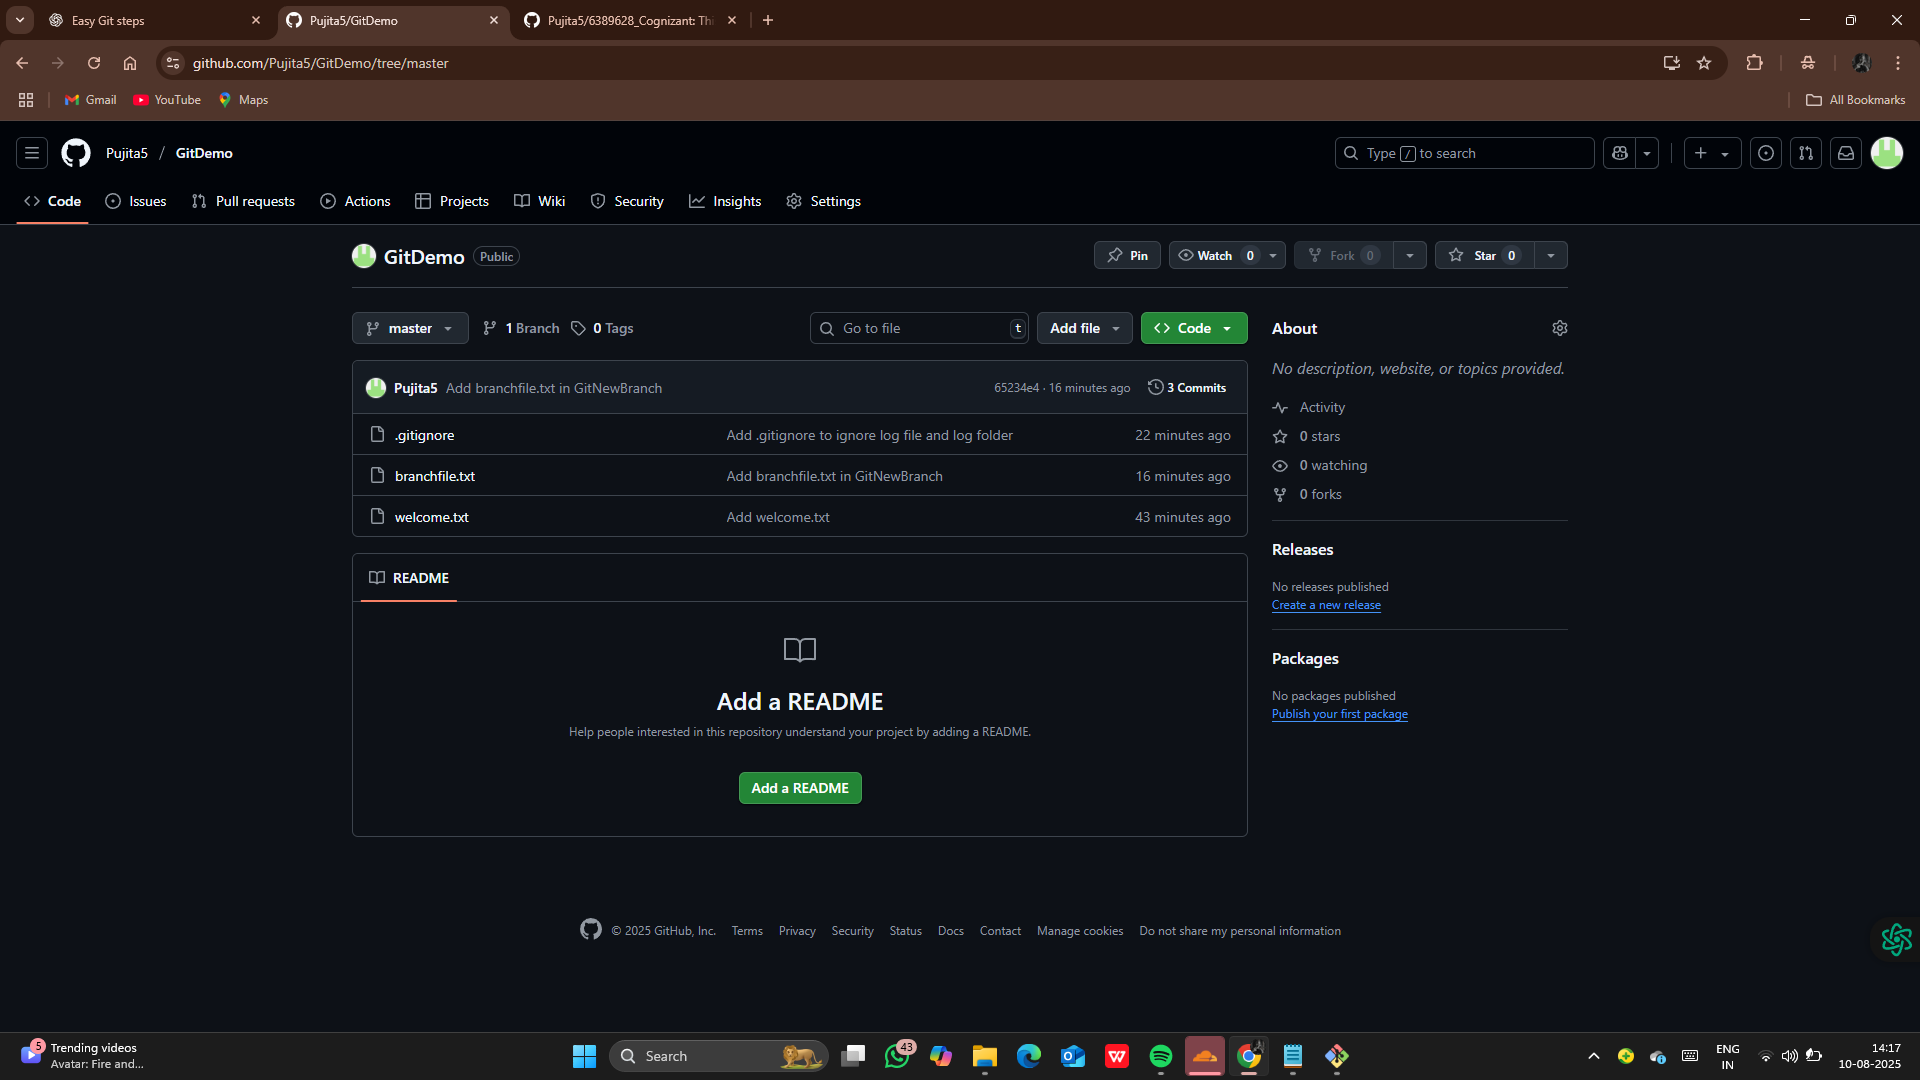 Easy Git steps
Pujita5/GitDemo
Pujita5/6389628_Cognizant: Thi
github.com/Pujita5/GitDemo/tree/master
Gmail
YouTube
Maps
All Bookmarks
Pujita5 / GitDemo
Type / to search
Code
Issues
Pull requests
Actions
Projects
Wiki
Security
Insights
Settings
GitDemo Public
Pin
Watch 0
Fork 0
Star 0
master
1 Branch
0 Tags
Go to file t
Add file
Code
Pujita5 Add branchfile.txt in GitNewBranch 65234e4 · 16 minutes ago 3 Commits
.gitignore Add .gitignore to ignore log file and log folder 22 minutes ago
branchfile.txt Add branchfile.txt in GitNewBranch 16 minutes ago
welcome.txt Add welcome.txt 43 minutes ago
README
Add a README
Help people interested in this repository understand your project by adding a README.
Add a README
About
No description, website, or topics provided.
Activity
0 stars
0 watching
0 forks
Releases
No releases published
Create a new release
Packages
No packages published
Publish your first package
© 2025 GitHub, Inc. Terms Privacy Security Status Docs Contact Manage cookies Do not share my personal information
5
Trending videos
Avatar: Fire and...
Search
43
W
ENG
IN
14:17
10-08-2025